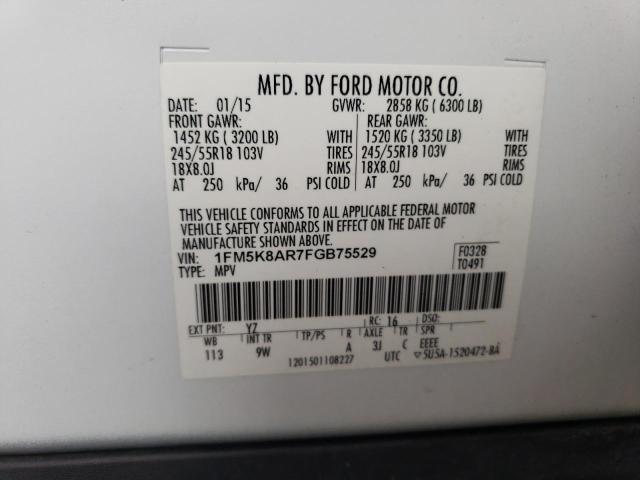 MFD. BY FORD MOTOR CO.
DATE: 01/15 GVWR: 2858 KG ( 6300 LB)
FRONT GAWR: REAR GAWR:
1452 KG ( 3200 LB) WITH 1520 KG ( 3350 LB) WITH
245/55R18 103V TIRES 245/55R18 103V TIRES
18X8.0J RIMS 18X8.0J RIMS
AT 250 kPa/ 36 PSI COLD AT 250 kPa/ 36 PSI COLD
THIS VEHICLE CONFORMS TO ALL APPLICABLE FEDERAL MOTOR
VEHICLE SAFETY STANDARDS IN EFFECT ON THE DATE OF
MANUFACTURE SHOWN ABOVE.
VIN: 1FM5K8AR7FGB75529 F0328
TYPE: MPV T0491
EXT PNT: YZ RC: 16 DSO:
WB INT TR TP/PS R AXLE TR SPR
113 9W A 3J C EEEE
1201501108227 UTC ▽5U5A-1520472-BA